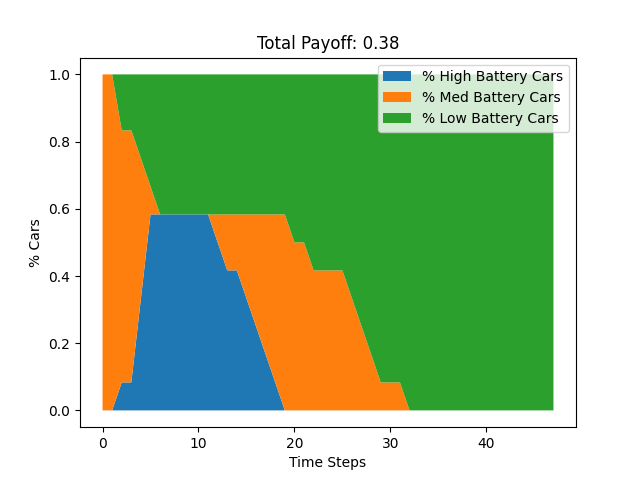 Total Payoff: 0.38
% High Battery Cars
% Med Battery Cars
% Low Battery Cars
1.0
0.8
0.6
0.4
0.2
0.0
% Cars
0
10
20
30
40
Time Steps